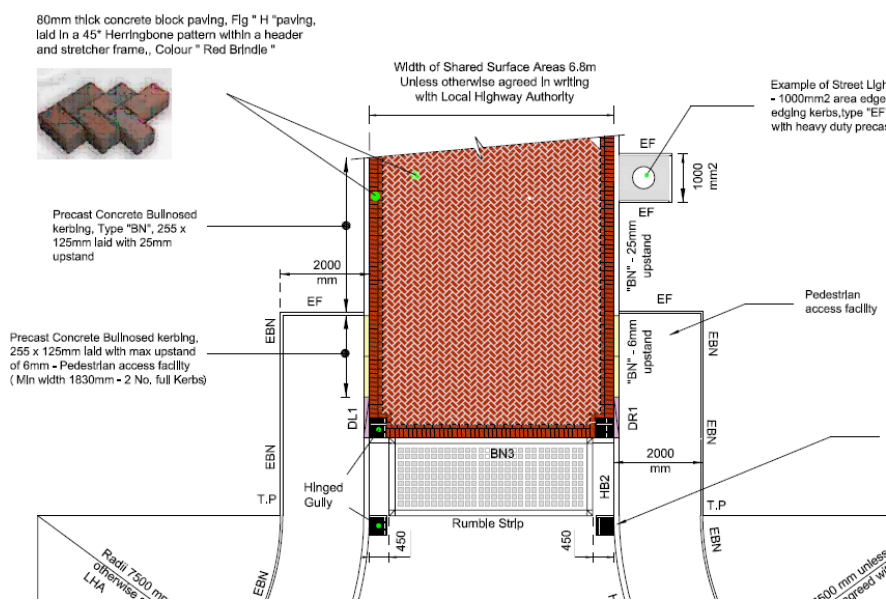 80mm thick concrete block paving, Fig " H "paving,
laid in a 45* Herringbone pattern within a header
and stretcher frame,, Colour " Red Brindle "
Width of Shared Surface Areas 6.8m
Unless otherwise agreed in writing
with Local Highway Authority
Example of Street Ligh
- 1000mm2 area edge
edging kerbs,type "EF"
with heavy duty precas
EF
1000
mm2
EF
Precast Concrete Bullnosed
kerbing, Type "BN", 255 x
125mm laid with 25mm
upstand
"BN" - 25mm
upstand
2000
mm
EF
EF
Pedestrian
access facility
EBN
EBN
Precast Concrete Bullnosed kerbing,
255 x 125mm laid with max upstand
of 6mm - Pedestrian access facility
( Min width 1830mm - 2 No, full Kerbs)
"BN" - 6mm
upstand
DL1
DR1
EBN
EBN
BN3
2000
mm
Hinged
Gully
HB2
T.P
T.P
Rumble Strip
450
450
EBN
EBN
Radii 7500 mm
otherwise
LHA
7500 mm unless
agreed wi